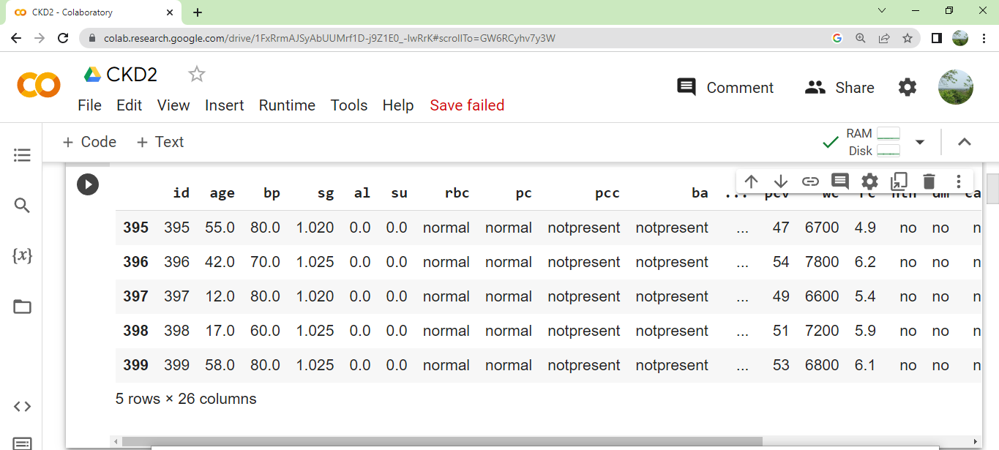 CKD2 - Colaboratory
colab.research.google.com/drive/1FxRrmAJSyAbUUMrf1D-j9Z1E0_-lwRrK#scrollTo=GW6RCyhv7y3W
CKD2
Comment Share
File Edit View Insert Runtime Tools Help Save failed
+ Code + Text
RAM
Disk
{x}
id age bp sg al su rbc pc pcc ba ... pcv wc rc htn dm ca
395 395 55.0 80.0 1.020 0.0 0.0 normal normal notpresent notpresent ... 47 6700 4.9 no no n
396 396 42.0 70.0 1.025 0.0 0.0 normal normal notpresent notpresent ... 54 7800 6.2 no no n
397 397 12.0 80.0 1.020 0.0 0.0 normal normal notpresent notpresent ... 49 6600 5.4 no no n
398 398 17.0 60.0 1.025 0.0 0.0 normal normal notpresent notpresent ... 51 7200 5.9 no no n
399 399 58.0 80.0 1.025 0.0 0.0 normal normal notpresent notpresent ... 53 6800 6.1 no no n
5 rows × 26 columns